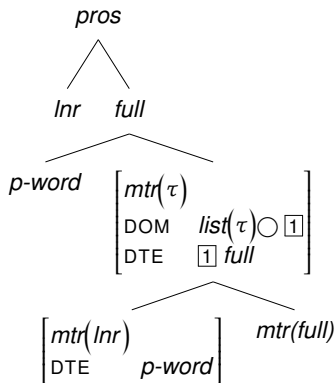 pros
lnr full
p-word
mtr(τ)
DOM list(τ)◯ 1
DTE 1 full
mtr(lnr)
DTE p-word
mtr(full)